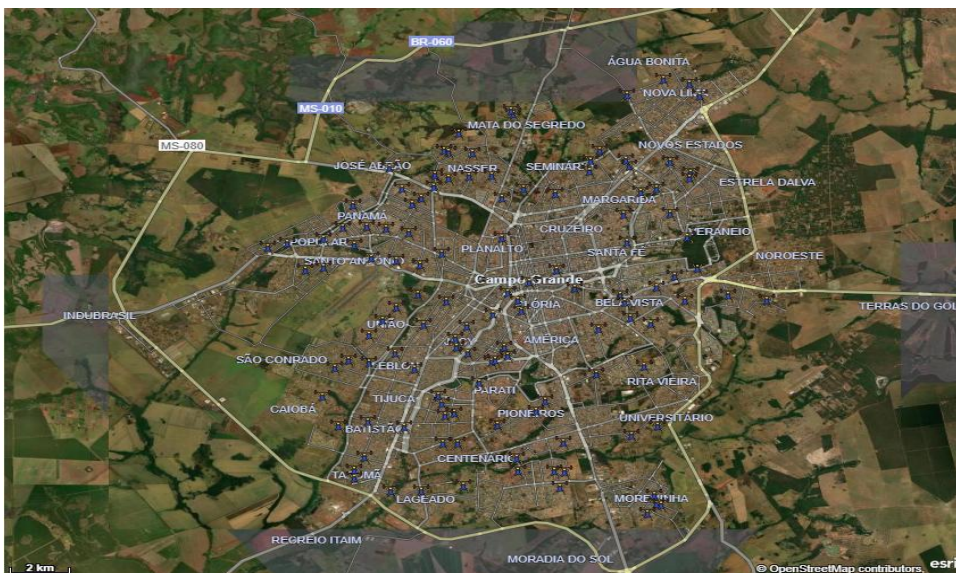 BR-060
ÁGUA BONITA
NOVA LIMA
MS-010
MATA DO SEGREDO
MS-080
NOVOS ESTADOS
JOSÉ ABRÃO
NASSER
ESTRELA DALVA
MARGARIDA
PANAMÁ
CRUZEIRO
POPULAR
PLANALTO
SANTA FÉ
VERANEIO
NOROESTE
SANTO ANTÔNIO
Campo Grande
BELA VISTA
TERRAS DO GOL
INDUBRASIL
UNIÃO
AMÉRICA
SÃO CONRADO
LEBLON
RITA VIEIRA
TIJUCA
PARATI
CAIOBÁ
PIONEIROS
UNIVERSITÁRIO
BATISTÃO
CENTENÁRIO
LAGEADO
MORENINHA
RECREIO ITAIM
MORADIA DO SOL
2 km
© OpenStreetMap contributors, esri